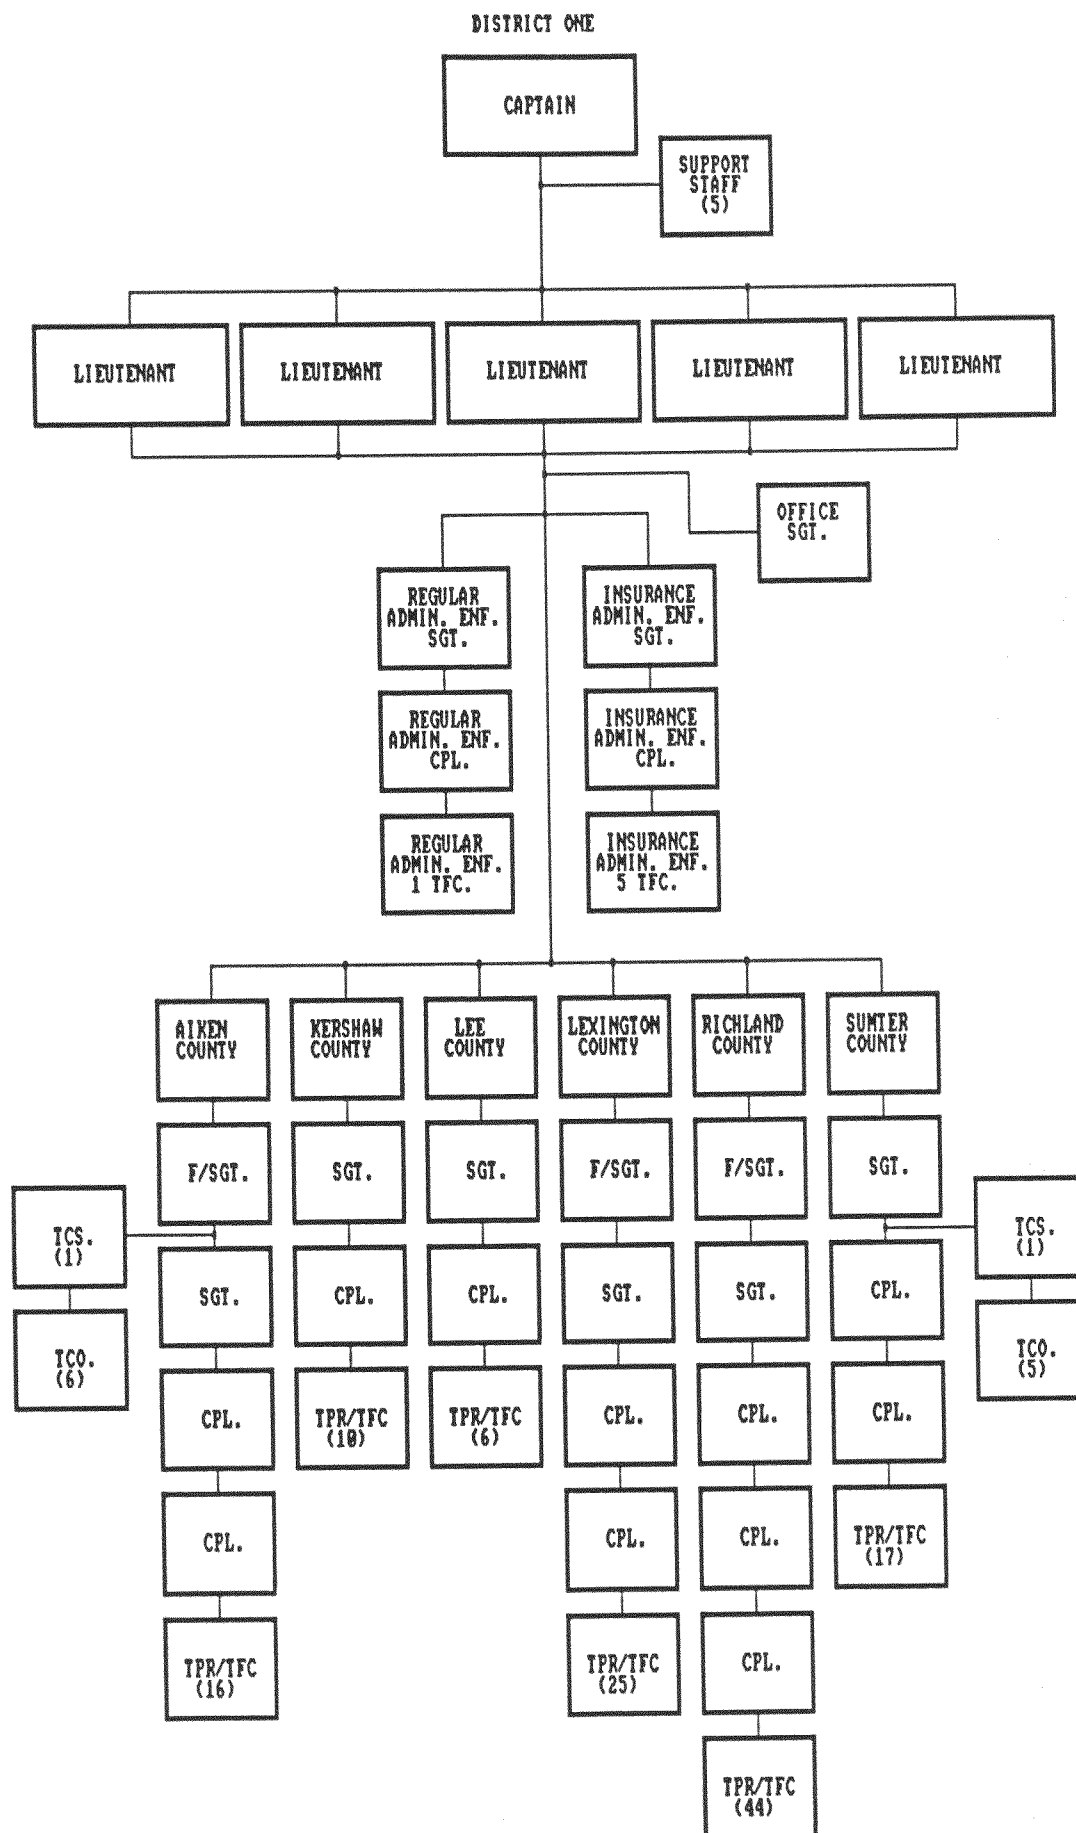 DISTRICT ONE
CAPTAIN
SUPPORT
STAFF
(5)
LIEUTENANT
LIEUTENANT
LIEUTENANT
LIEUTENANT
LIEUTENANT
OFFICE
SGT.
REGULAR
ADMIN. ENF.
SGT.
INSURANCE
ADMIN. ENF.
SGT.
REGULAR
ADMIN. ENF.
CPL.
INSURANCE
ADMIN. ENF.
CPL.
REGULAR
ADMIN. ENF.
1 TFC.
INSURANCE
ADMIN. ENF.
5 TFC.
AIKEN
COUNTY
KERSHAW
COUNTY
LEE
COUNTY
LEXINGTON
COUNTY
RICHLAND
COUNTY
SUMTER
COUNTY
F/SGT.
SGT.
SGT.
F/SGT.
F/SGT.
SGT.
TCS.
(1)
TCS.
(1)
SGT.
CPL.
CPL.
SGT.
SGT.
CPL.
TCO.
(6)
TCO.
(5)
CPL.
TPR/TFC
(10)
TPR/TFC
(6)
CPL.
CPL.
CPL.
CPL.
CPL.
CPL.
TPR/TFC
(17)
TPR/TFC
(16)
TPR/TFC
(25)
CPL.
TPR/TFC
(44)